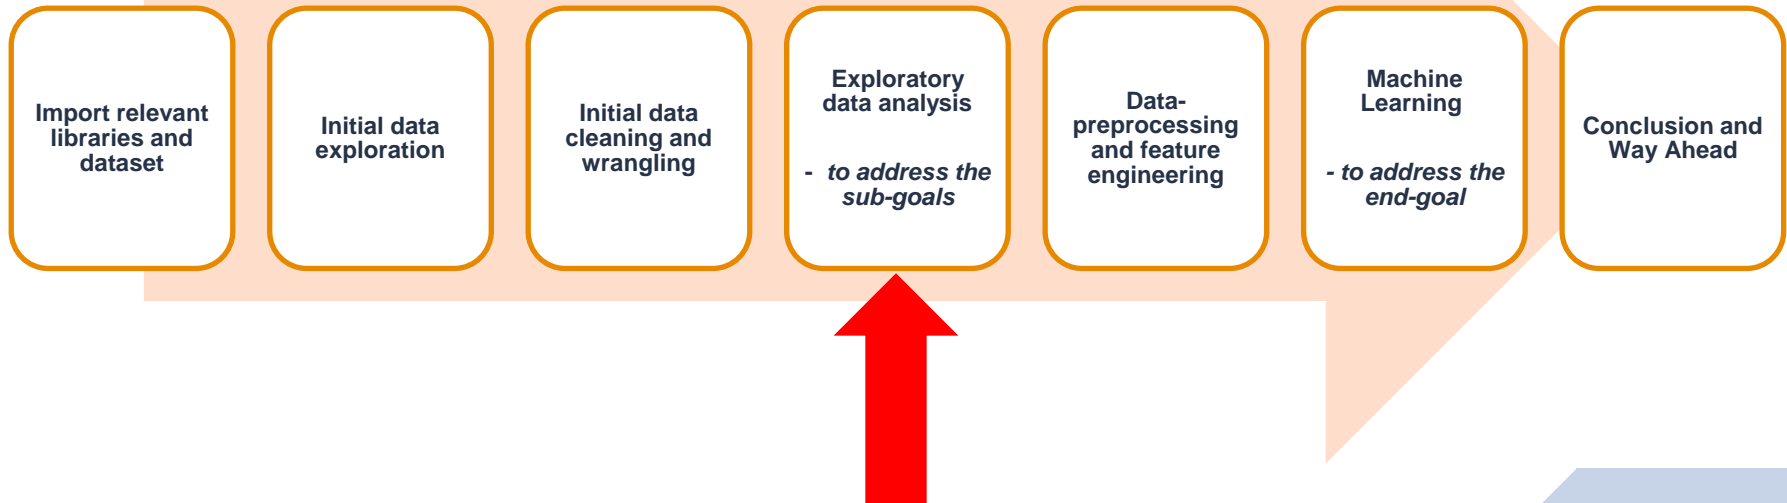 Import relevant
libraries and
dataset
Initial data
exploration
Initial data
cleaning and
wrangling
Exploratory
data analysis
- to address the
sub-goals
Data-
preprocessing
and feature
engineering
Machine
Learning
- to address the
end-goal
Conclusion and
Way Ahead